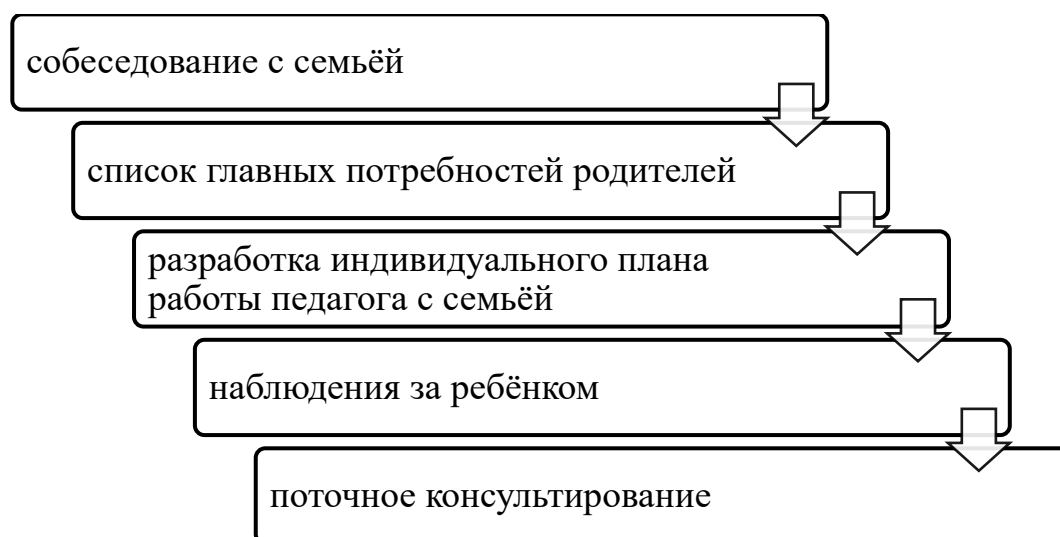 собеседование с семьёй
список главных потребностей родителей
разработка индивидуального плана
работы педагога с семьёй
наблюдения за ребёнком
поточное консультирование